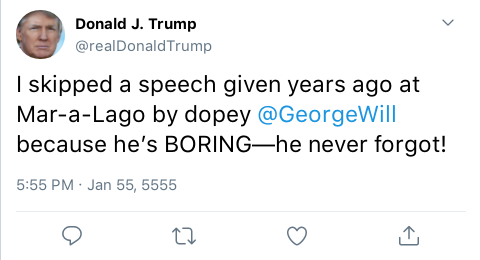 Donald J. Trump
@realDonaldTrump
I skipped a speech given years ago at
Mar-a-Lago by dopey @GeorgeWill
because he’s BORING—he never forgot!
5:55 PM · Jan 55, 5555